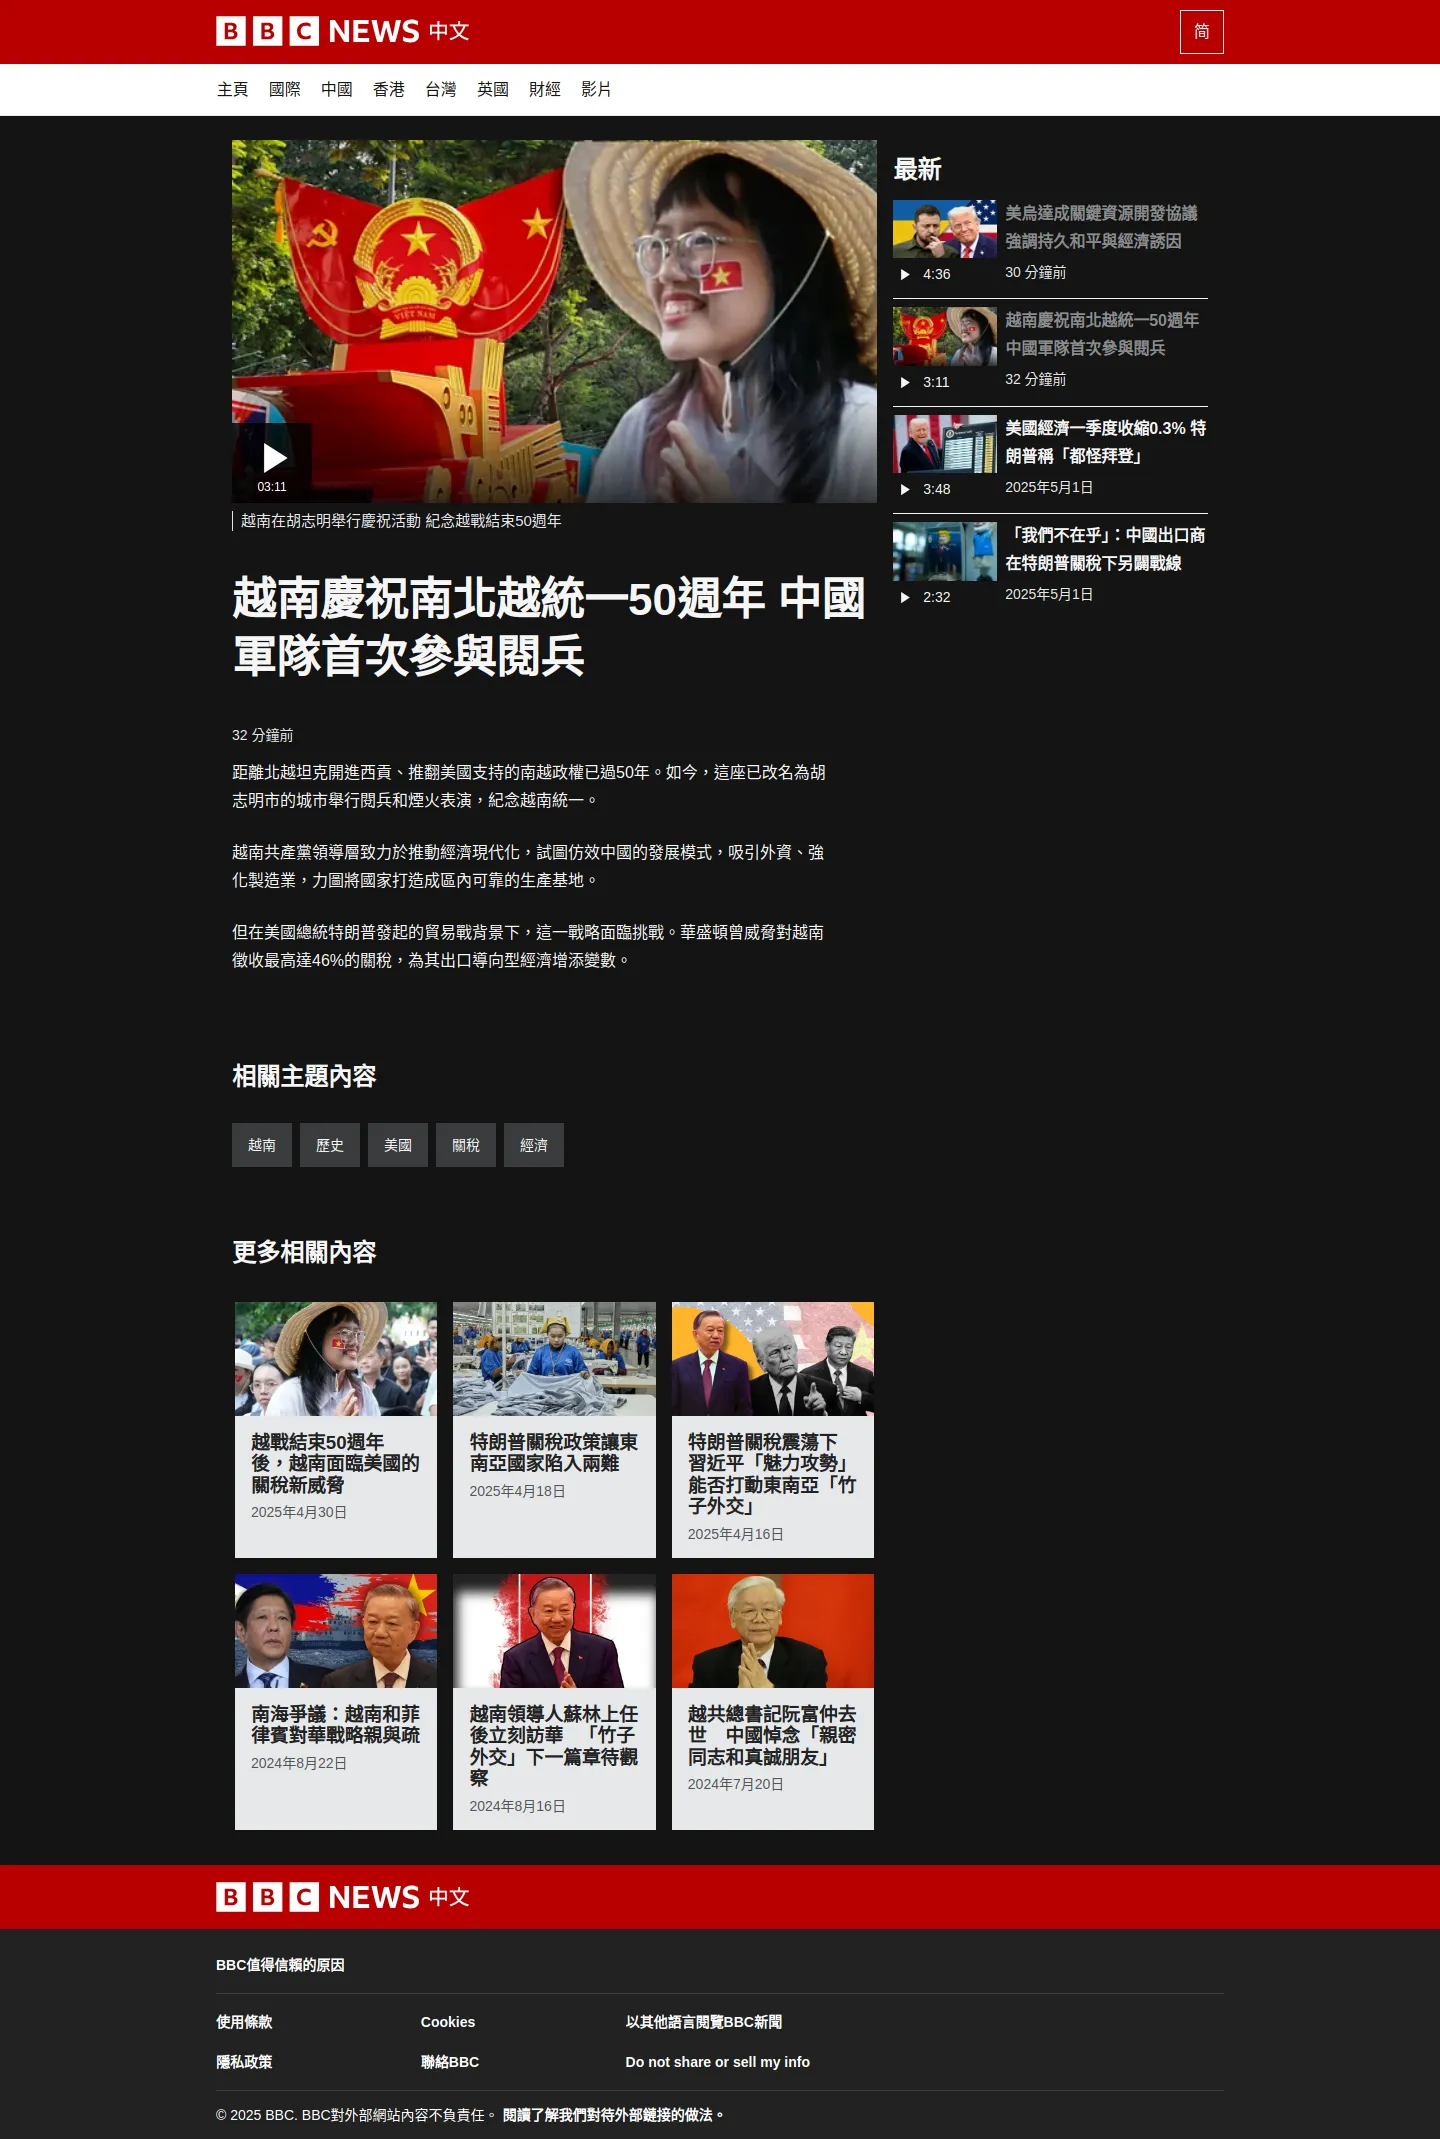 BBC NEWS 中文
简
主頁 國際 中國 香港 台灣 英國 財經 影片
VIỆT NAM
03:11
越南在胡志明舉行慶祝活動 紀念越戰結束50週年
越南慶祝南北越統一50週年 中國
軍隊首次參與閱兵
32 分鐘前
距離北越坦克開進西貢、推翻美國支持的南越政權已過50年。如今，這座已改名為胡
志明市的城市舉行閱兵和煙火表演，紀念越南統一。
越南共產黨領導層致力於推動經濟現代化，試圖仿效中國的發展模式，吸引外資、強
化製造業，力圖將國家打造成區內可靠的生產基地。
但在美國總統特朗普發起的貿易戰背景下，這一戰略面臨挑戰。華盛頓曾威脅對越南
徵收最高達46%的關稅，為其出口導向型經濟增添變數。
最新
美烏達成關鍵資源開發協議
強調持久和平與經濟誘因
4:36
30 分鐘前
越南慶祝南北越統一50週年
中國軍隊首次參與閱兵
3:11
32 分鐘前
美國經濟一季度收縮0.3% 特
朗普稱「都怪拜登」
3:48
2025年5月1日
「我們不在乎」：中國出口商
在特朗普關稅下另闢戰線
2:32
2025年5月1日
相關主題內容
越南 歷史 美國 關稅 經濟
更多相關內容
越戰結束50週年
後，越南面臨美國的
關稅新威脅
2025年4月30日
特朗普關稅政策讓東
南亞國家陷入兩難
2025年4月18日
特朗普關稅震蕩下
習近平「魅力攻勢」
能否打動東南亞「竹
子外交」
2025年4月16日
南海爭議：越南和菲
律賓對華戰略親與疏
2024年8月22日
越南領導人蘇林上任
後立刻訪華　「竹子
外交」下一篇章待觀
察
2024年8月16日
越共總書記阮富仲去
世　中國悼念「親密
同志和真誠朋友」
2024年7月20日
BBC NEWS 中文
BBC值得信賴的原因
使用條款 Cookies 以其他語言閱覽BBC新聞
隱私政策 聯絡BBC Do not share or sell my info
© 2025 BBC. BBC對外部網站內容不負責任。 閱讀了解我們對待外部鏈接的做法。